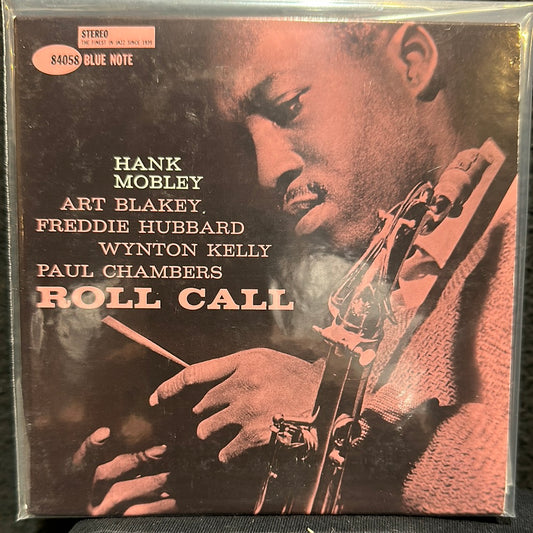 STEREO
THE FINEST IN JAZZ SINCE 1939
84058 BLUE NOTE
HANK
MOBLEY
ART BLAKEY
FREDDIE HUBBARD
WYNTON KELLY
PAUL CHAMBERS
ROLL CALL